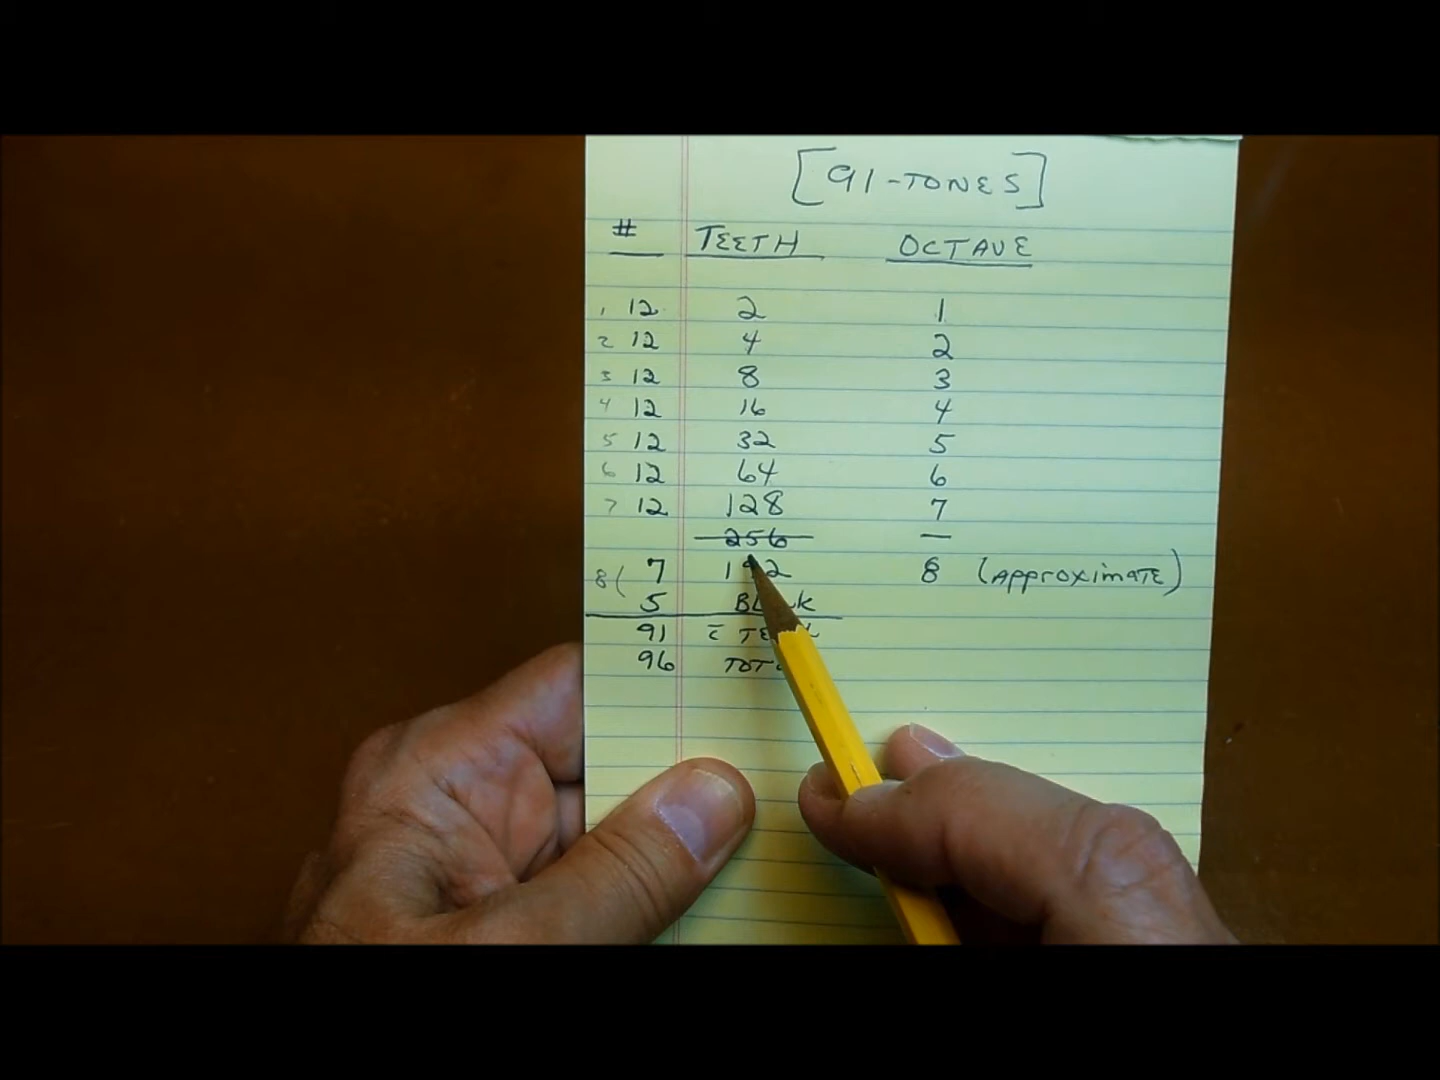 [91-TONES]
# TEETH OCTAVE
1 12 2 1
2 12 4 2
3 12 8 3
4 12 16 4
5 12 32 5
6 12 64 6
7 12 128 7
256 —
8( 7 192 8 (APPROXIMATE)
5
91 c̄
96